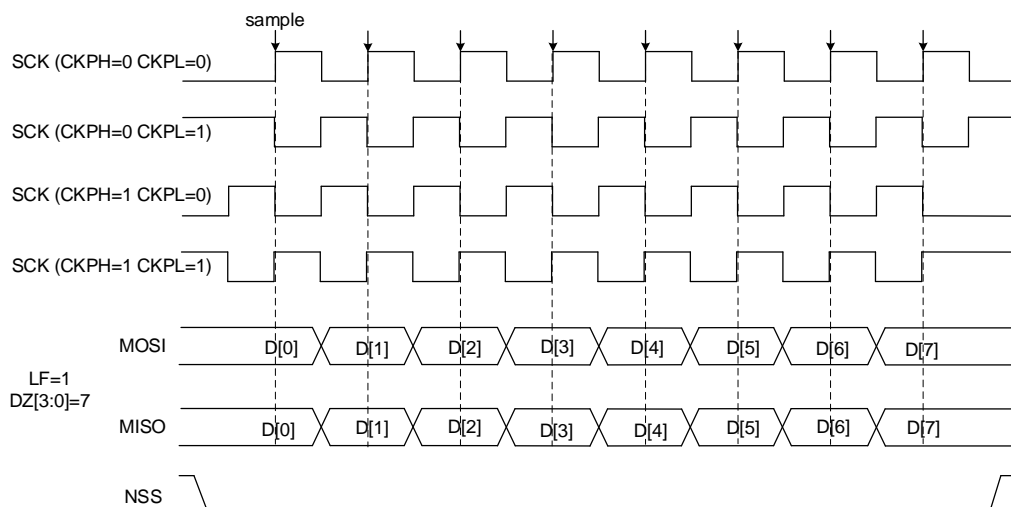 sample
SCK (CKPH=0 CKPL=0)
SCK (CKPH=0 CKPL=1)
SCK (CKPH=1 CKPL=0)
SCK (CKPH=1 CKPL=1)
MOSI D[0] D[1] D[2] D[3] D[4] D[5] D[6] D[7]
LF=1
DZ[3:0]=7
MISO D[0] D[1] D[2] D[3] D[4] D[5] D[6] D[7]
NSS